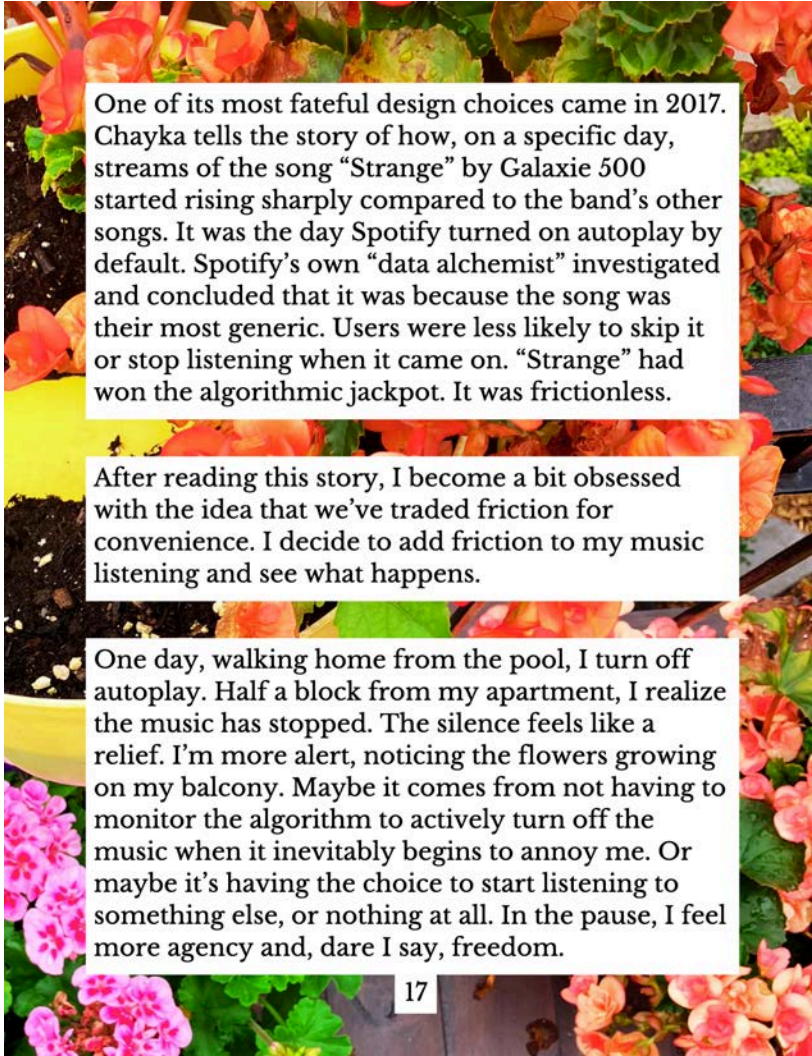 One of its most fateful design choices came in 2017.
Chayka tells the story of how, on a specific day,
streams of the song “Strange” by Galaxie 500
started rising sharply compared to the band’s other
songs. It was the day Spotify turned on autoplay by
default. Spotify’s own “data alchemist” investigated
and concluded that it was because the song was
their most generic. Users were less likely to skip it
or stop listening when it came on. “Strange” had
won the algorithmic jackpot. It was frictionless.
After reading this story, I become a bit obsessed
with the idea that we’ve traded friction for
convenience. I decide to add friction to my music
listening and see what happens.
One day, walking home from the pool, I turn off
autoplay. Half a block from my apartment, I realize
the music has stopped. The silence feels like a
relief. I’m more alert, noticing the flowers growing
on my balcony. Maybe it comes from not having to
monitor the algorithm to actively turn off the
music when it inevitably begins to annoy me. Or
maybe it’s having the choice to start listening to
something else, or nothing at all. In the pause, I feel
more agency and, dare I say, freedom.
17